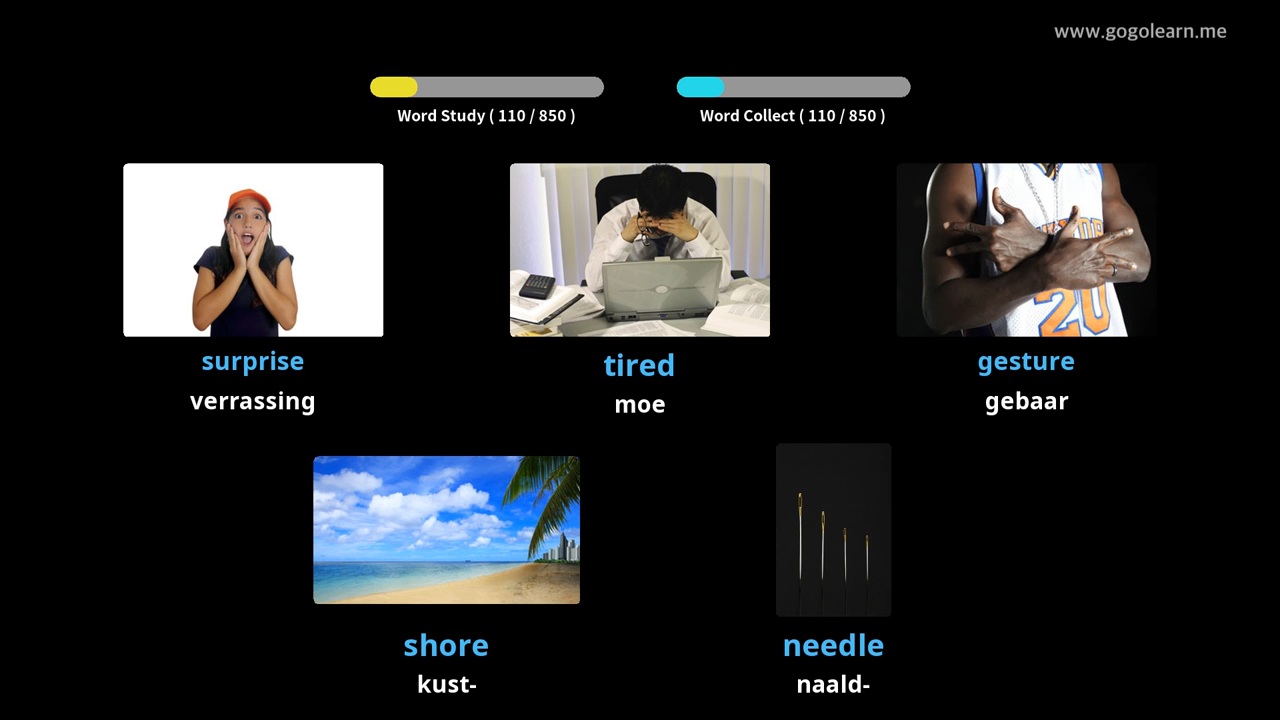 www.gogolearn.me
Word Study ( 110 / 850 )
Word Collect ( 110 / 850 )
surprise
verrassing
tired
moe
gesture
gebaar
20
shore
kust-
needle
naald-